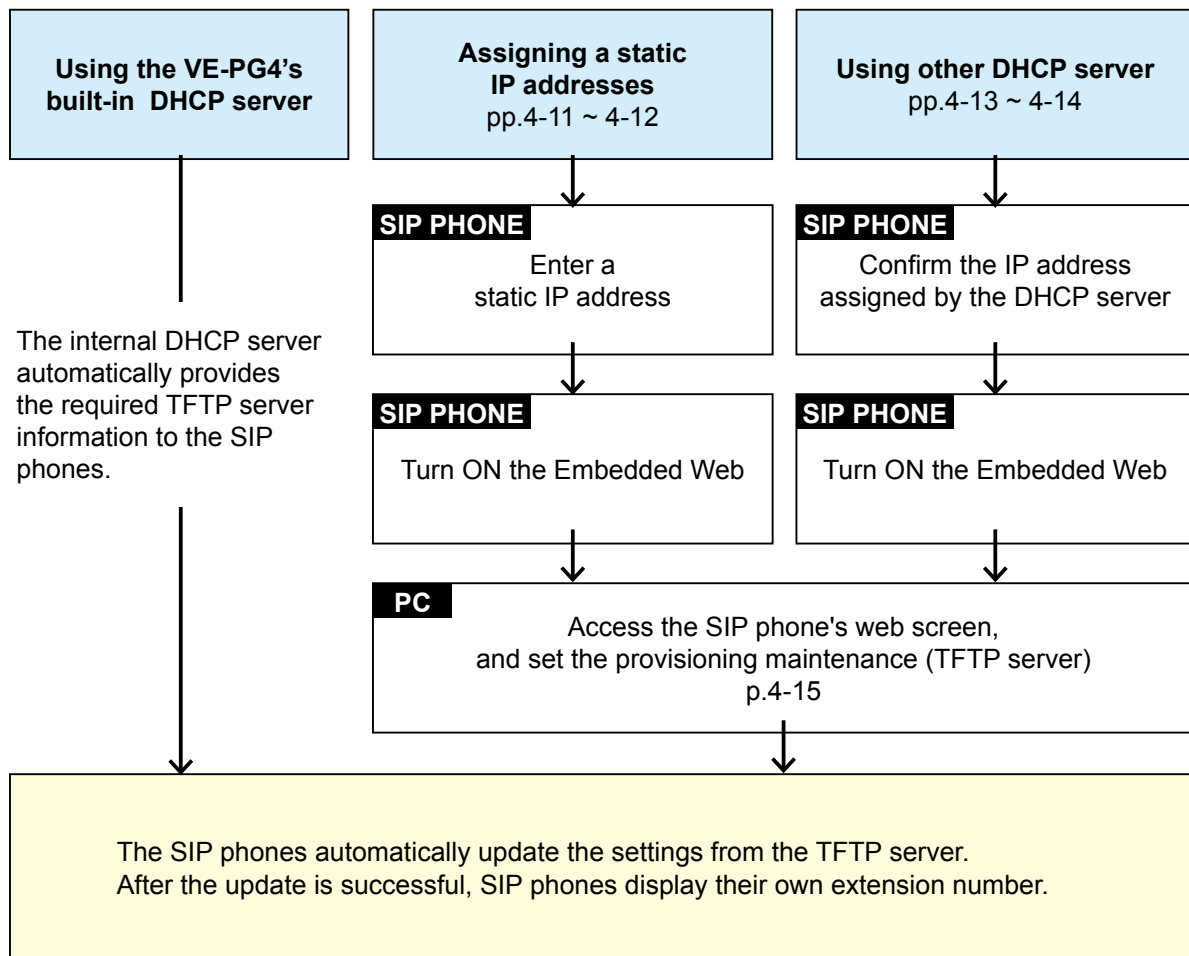 Using the VE-PG4's
built-in DHCP server
Assigning a static
IP addresses
pp.4-11 ~ 4-12
Using other DHCP server
pp.4-13 ~ 4-14
The internal DHCP server
automatically provides
the required TFTP server
information to the SIP
phones.
SIP PHONE
Enter a
static IP address
SIP PHONE
Confirm the IP address
assigned by the DHCP server
SIP PHONE
Turn ON the Embedded Web
SIP PHONE
Turn ON the Embedded Web
PC
Access the SIP phone's web screen,
and set the provisioning maintenance (TFTP server)
p.4-15
The SIP phones automatically update the settings from the TFTP server.
After the update is successful, SIP phones display their own extension number.